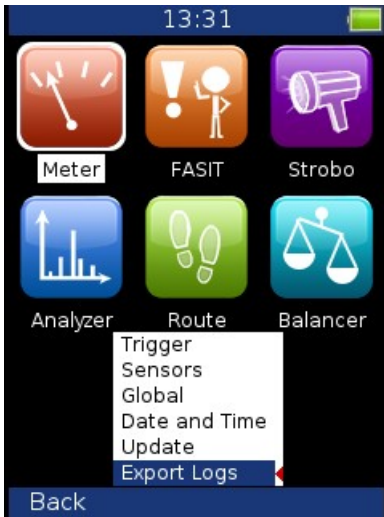 13:31
Meter FASIT Strobo
Analyzer Route Balancer
Trigger
Sensors
Global
Date and Time
Update
Export Logs
Back